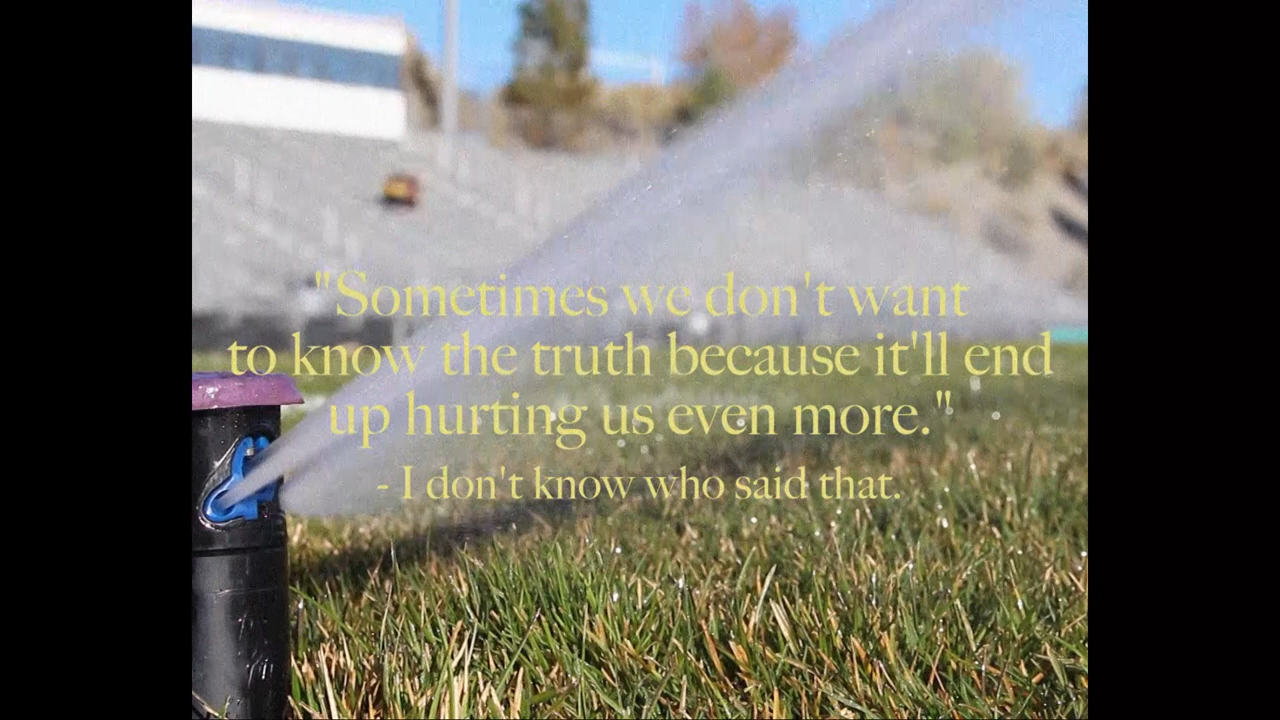 "Sometimes we don't want
to know the truth because it'll end
up hurting us even more."
- I don't know who said that.